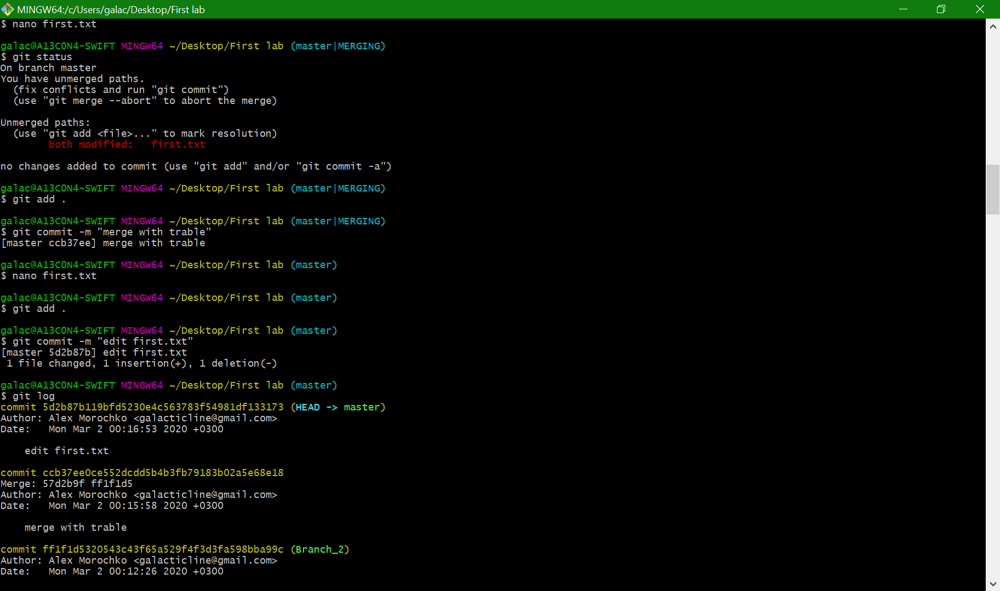 MINGW64:/c/Users/galac/Desktop/First lab
$ nano first.txt
galac@A13CON4-SWIFT MINGW64 ~/Desktop/First lab (master|MERGING)
$ git status
On branch master
You have unmerged paths.
  (fix conflicts and run "git commit")
  (use "git merge --abort" to abort the merge)
Unmerged paths:
  (use "git add <file>..." to mark resolution)
        both modified:   first.txt
no changes added to commit (use "git add" and/or "git commit -a")
galac@A13CON4-SWIFT MINGW64 ~/Desktop/First lab (master|MERGING)
$ git add .
galac@A13CON4-SWIFT MINGW64 ~/Desktop/First lab (master|MERGING)
$ git commit -m "merge with trable"
[master ccb37ee] merge with trable
galac@A13CON4-SWIFT MINGW64 ~/Desktop/First lab (master)
$ nano first.txt
galac@A13CON4-SWIFT MINGW64 ~/Desktop/First lab (master)
$ git add .
galac@A13CON4-SWIFT MINGW64 ~/Desktop/First lab (master)
$ git commit -m "edit first.txt"
[master 5d2b87b] edit first.txt
 1 file changed, 1 insertion(+), 1 deletion(-)
galac@A13CON4-SWIFT MINGW64 ~/Desktop/First lab (master)
$ git log
commit 5d2b87b119bfd5230e4c563783f54981df133173 (HEAD -> master)
Author: Alex Morochko <galacticline@gmail.com>
Date:   Mon Mar 2 00:16:53 2020 +0300
    edit first.txt
commit ccb37ee0ce552dcdd5b4b3fb79183b02a5e68e18
Merge: 57d2b9f ff1f1d5
Author: Alex Morochko <galacticline@gmail.com>
Date:   Mon Mar 2 00:15:58 2020 +0300
    merge with trable
commit ff1f1d5320543c43f65a529f4f3d3fa598bba99c (Branch_2)
Author: Alex Morochko <galacticline@gmail.com>
Date:   Mon Mar 2 00:12:26 2020 +0300